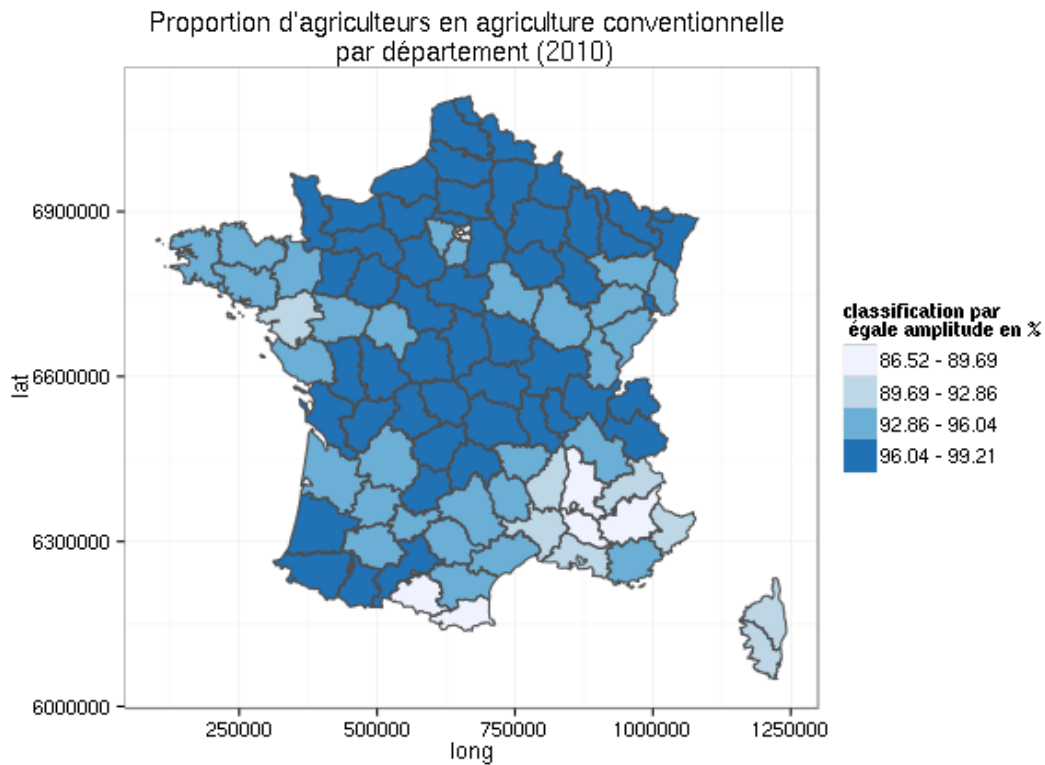 Proportion d'agriculteurs en agriculture conventionnelle
par département (2010)
6900000
6600000
6300000
6000000
lat
250000
500000
750000
1000000
1250000
long
classification par
égale amplitude en %
86.52 - 89.69
89.69 - 92.86
92.86 - 96.04
96.04 - 99.21